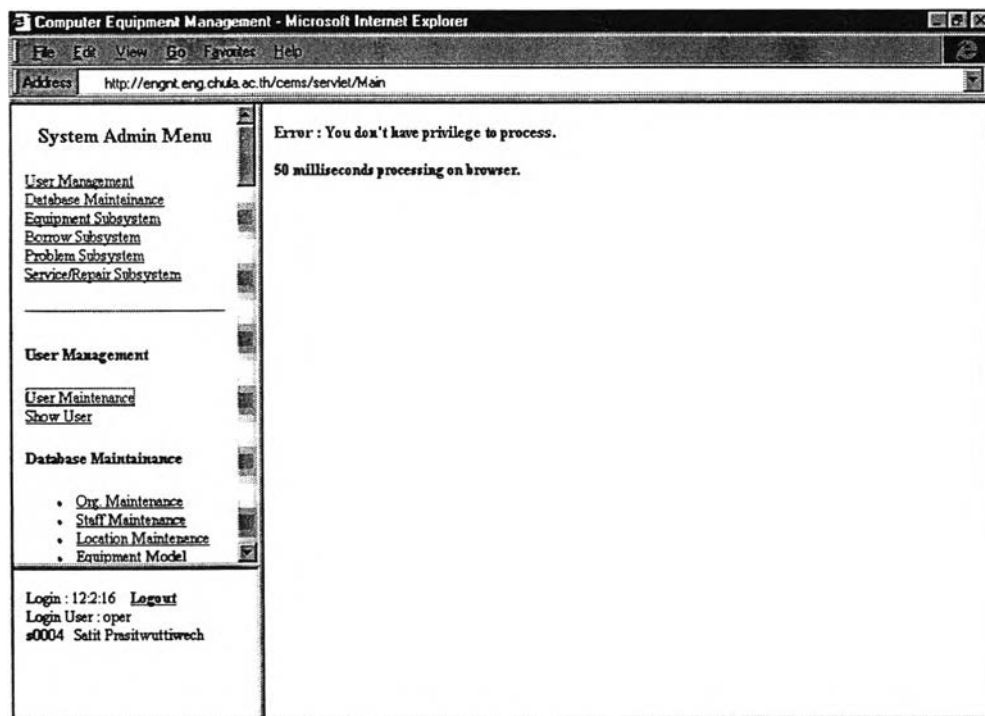 Computer Equipment Management - Microsoft Internet Explorer
File Edit View Go Favorites Help
Address http://engnt.eng.chula.ac.th/cems/servlet/Main
System Admin Menu
User Management
Database Maintainance
Equipment Subsystem
Borrow Subsystem
Problem Subsystem
Service/Repair Subsystem
User Management
User Maintenance
Show User
Database Maintainance
• Org. Maintenance
• Staff Maintenance
• Location Maintenance
• Equipment Model
Login : 12:2:16 Logout
Login User : oper
s0004 Satit Prasitwuttiwech
Error : You don't have privilege to process.
50 milliseconds processing on browser.